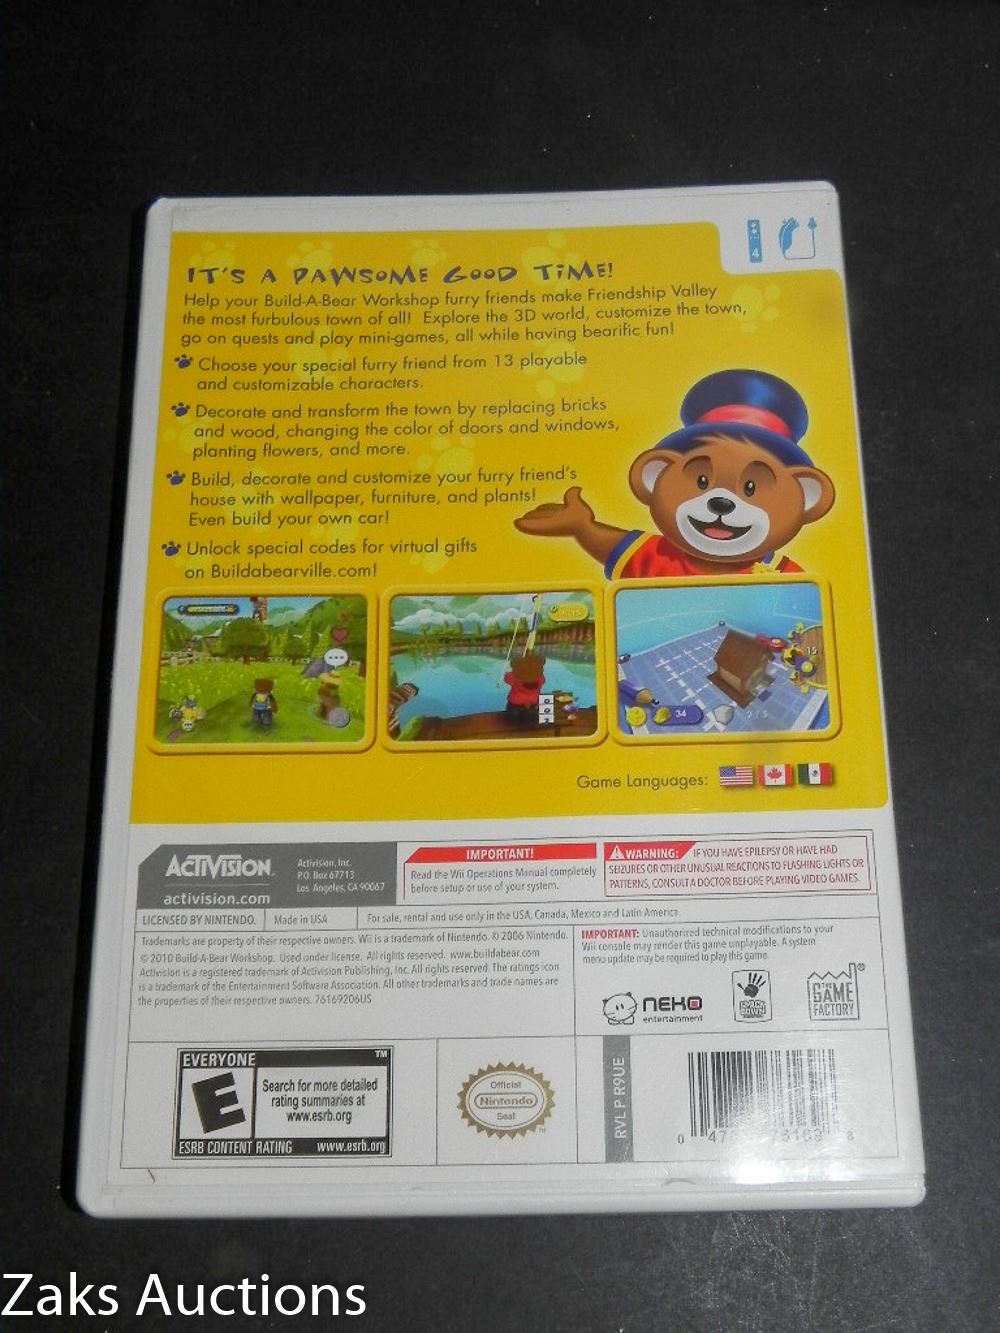 4
IT'S A PAWSOME GOOD TIME!
Help your Build-A-Bear Workshop furry friends make Friendship Valley
the most furbulous town of all! Explore the 3D world, customize the town,
go on quests and play mini-games, all while having bearific fun!
Choose your special furry friend from 13 playable
and customizable characters.
Decorate and transform the town by replacing bricks
and wood, changing the color of doors and windows,
planting flowers, and more.
Build, decorate and customize your furry friend's
house with wallpaper, furniture, and plants!
Even build your own car!
Unlock special codes for virtual gifts
on Buildabearville.com!
15
34
2/5
Game Languages:
ACTIVISION.
activision.com
Activision, Inc.
P.O. Box 67713
Los Angeles, CA 90067
IMPORTANT!
Read the Wii Operations Manual completely
before setup or use of your system.
WARNING: IF YOU HAVE EPILEPSY OR HAVE HAD
SEIZURES OR OTHER UNUSUAL REACTIONS TO FLASHING LIGHTS OR
PATTERNS, CONSULT A DOCTOR BEFORE PLAYING VIDEO GAMES.
LICENSED BY NINTENDO. Made in USA For sale, rental and use only in the USA, Canada, Mexico and Latin America.
Trademarks are property of their respective owners. Wii is a trademark of Nintendo. © 2006 Nintendo.
© 2010 Build-A-Bear Workshop. Used under license. All rights reserved. www.buildabear.com
Activision is a registered trademark of Activision Publishing, Inc. All rights reserved. The ratings icon
is a trademark of the Entertainment Software Association. All other trademarks and trade names are
the properties of their respective owners. 76169206US
IMPORTANT: Unauthorized technical modifications to your
Wii console may render this game unplayable. A system
menu update may be required to play this game.
NEKO
entertainment
THE
GAME
FACTORY®
EVERYONE TM
E
Search for more detailed
rating summaries at
www.esrb.org
ESRB CONTENT RATING www.esrb.org
Official
Nintendo
Seal
TM
RVL P R9UE
0 8
Zaks Auctions